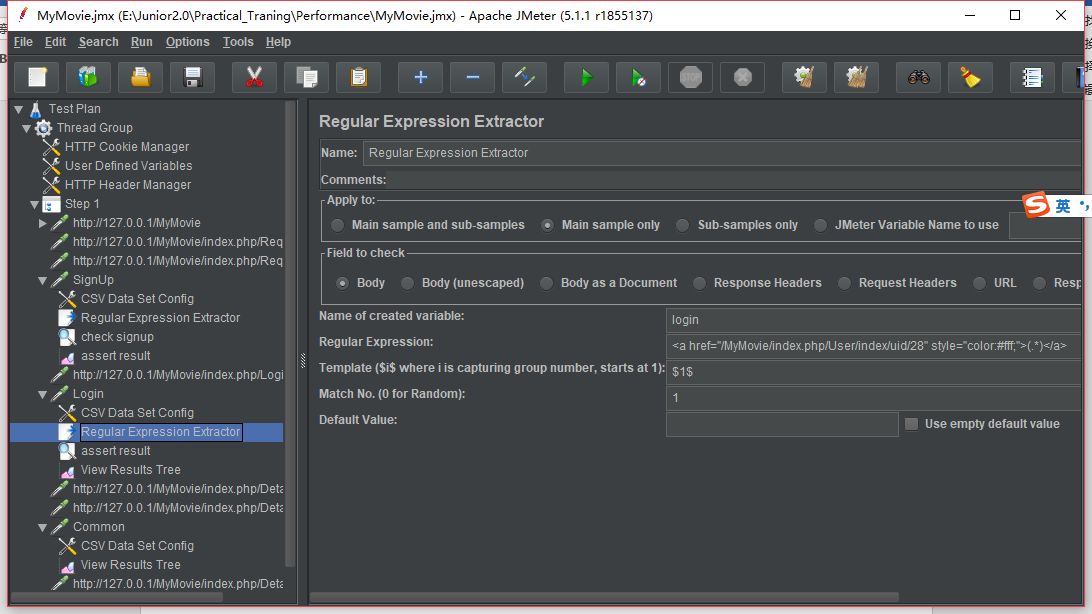 MyMovie.jmx (E:\Junior2.0\Practical_Traning\Performance\MyMovie.jmx) - Apache JMeter (5.1.1 r1855137)
File Edit Search Run Options Tools Help
STOP
Test Plan
Thread Group
HTTP Cookie Manager
User Defined Variables
HTTP Header Manager
Step 1
http://127.0.0.1/MyMovie
http://127.0.0.1/MyMovie/index.php/Req
http://127.0.0.1/MyMovie/index.php/Req
SignUp
CSV Data Set Config
Regular Expression Extractor
check signup
assert result
http://127.0.0.1/MyMovie/index.php/Logi
Login
CSV Data Set Config
Regular Expression Extractor
assert result
View Results Tree
http://127.0.0.1/MyMovie/index.php/Deta
http://127.0.0.1/MyMovie/index.php/Deta
Common
CSV Data Set Config
View Results Tree
http://127.0.0.1/MyMovie/index.php/Deta
Regular Expression Extractor
Name: Regular Expression Extractor
Comments:
Apply to:
Main sample and sub-samples Main sample only Sub-samples only JMeter Variable Name to use
Field to check
Body Body (unescaped) Body as a Document Response Headers Request Headers URL Resp
Name of created variable: login
Regular Expression: <a href="/MyMovie/index.php/User/index/uid/28" style="color:#fff;">(.*)</a>
Template ($i$ where i is capturing group number, starts at 1): $1$
Match No. (0 for Random): 1
Default Value: Use empty default value
S 英